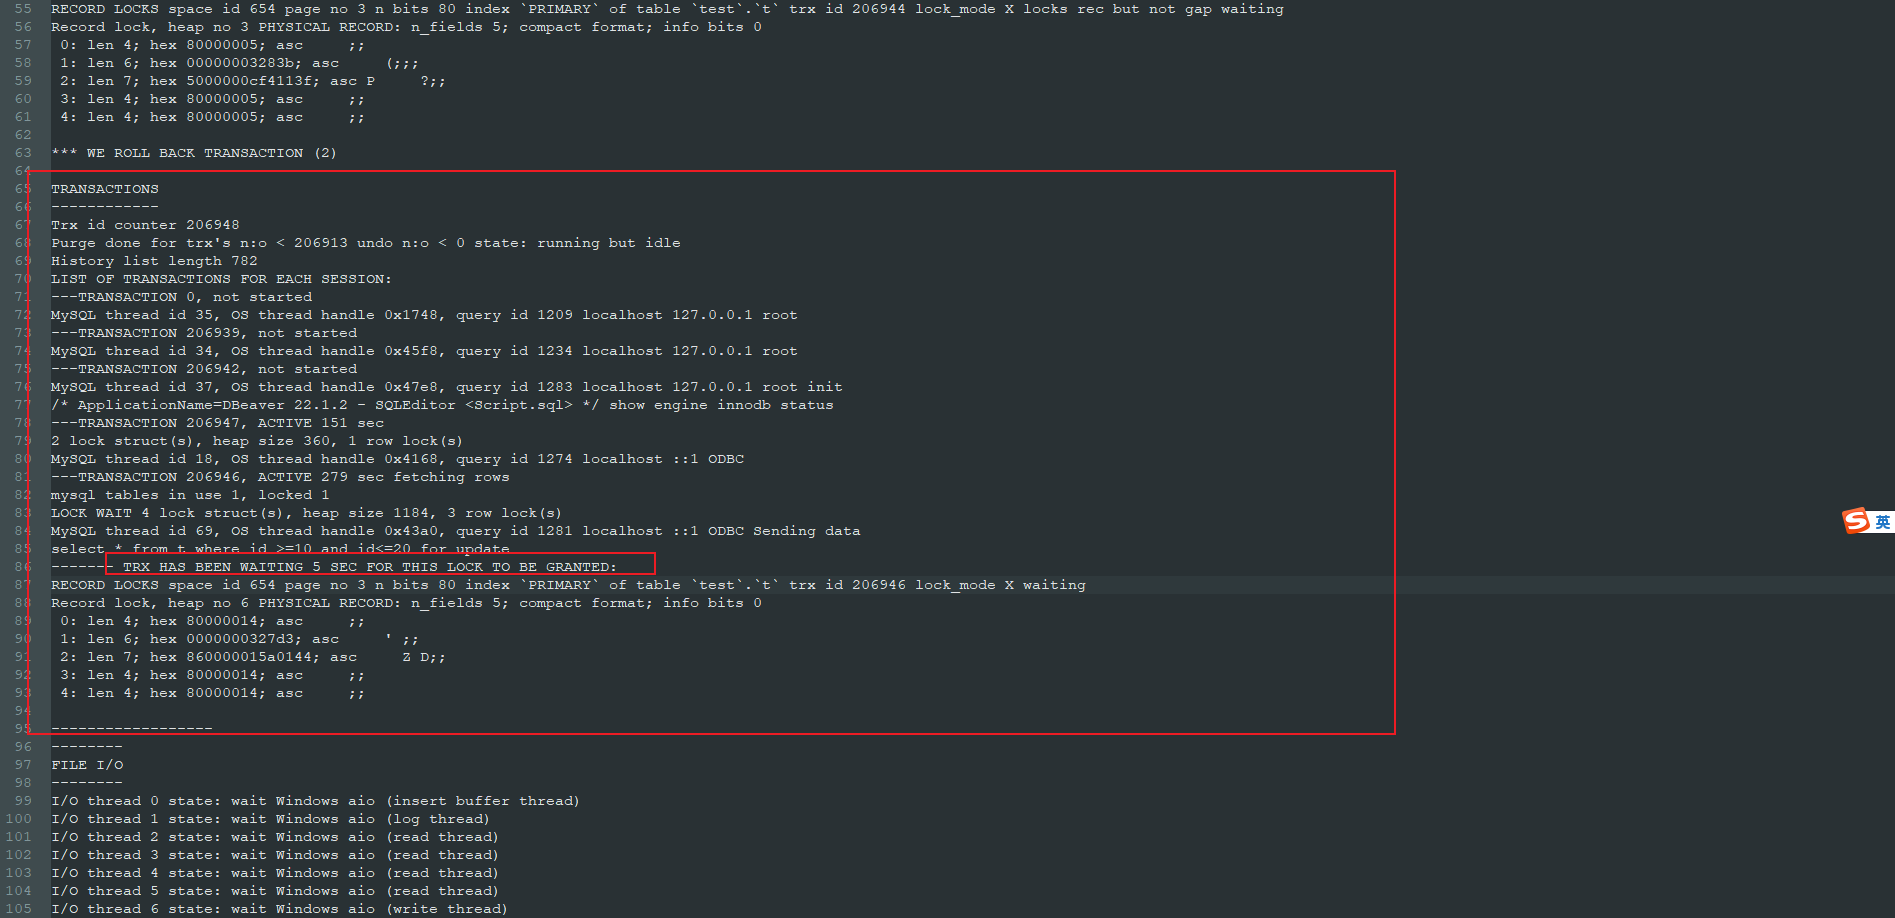 55 RECORD LOCKS space id 654 page no 3 n bits 80 index `PRIMARY` of table `test`.`t` trx id 206944 lock_mode X locks rec but not gap waiting
56 Record lock, heap no 3 PHYSICAL RECORD: n_fields 5; compact format; info bits 0
57 0: len 4; hex 80000005; asc     ;;
58 1: len 6; hex 00000003283b; asc     (;;;
59 2: len 7; hex 5000000cf4113f; asc P     ?;;
60 3: len 4; hex 80000005; asc     ;;
61 4: len 4; hex 80000005; asc     ;;
62
63 *** WE ROLL BACK TRANSACTION (2)
64
65 TRANSACTIONS
66 ------------
67 Trx id counter 206948
68 Purge done for trx's n:o < 206913 undo n:o < 0 state: running but idle
69 History list length 782
70 LIST OF TRANSACTIONS FOR EACH SESSION:
71 ---TRANSACTION 0, not started
72 MySQL thread id 35, OS thread handle 0x1748, query id 1209 localhost 127.0.0.1 root
73 ---TRANSACTION 206939, not started
74 MySQL thread id 34, OS thread handle 0x45f8, query id 1234 localhost 127.0.0.1 root
75 ---TRANSACTION 206942, not started
76 MySQL thread id 37, OS thread handle 0x47e8, query id 1283 localhost 127.0.0.1 root init
77 /* ApplicationName=DBeaver 22.1.2 - SQLEditor <Script.sql> */ show engine innodb status
78 ---TRANSACTION 206947, ACTIVE 151 sec
79 2 lock struct(s), heap size 360, 1 row lock(s)
80 MySQL thread id 18, OS thread handle 0x4168, query id 1274 localhost ::1 ODBC
81 ---TRANSACTION 206946, ACTIVE 279 sec fetching rows
82 mysql tables in use 1, locked 1
83 LOCK WAIT 4 lock struct(s), heap size 1184, 3 row lock(s)
84 MySQL thread id 69, OS thread handle 0x43a0, query id 1281 localhost ::1 ODBC Sending data
85 select * from t where id >=10 and id<=20 for update
86 ------- TRX HAS BEEN WAITING 5 SEC FOR THIS LOCK TO BE GRANTED:
87 RECORD LOCKS space id 654 page no 3 n bits 80 index `PRIMARY` of table `test`.`t` trx id 206946 lock_mode X waiting
88 Record lock, heap no 6 PHYSICAL RECORD: n_fields 5; compact format; info bits 0
89 0: len 4; hex 80000014; asc     ;;
90 1: len 6; hex 0000000327d3; asc     ' ;;
91 2: len 7; hex 860000015a0144; asc     Z D;;
92 3: len 4; hex 80000014; asc     ;;
93 4: len 4; hex 80000014; asc     ;;
94
95 ------------------
96 --------
97 FILE I/O
98 --------
99 I/O thread 0 state: wait Windows aio (insert buffer thread)
100 I/O thread 1 state: wait Windows aio (log thread)
101 I/O thread 2 state: wait Windows aio (read thread)
102 I/O thread 3 state: wait Windows aio (read thread)
103 I/O thread 4 state: wait Windows aio (read thread)
104 I/O thread 5 state: wait Windows aio (read thread)
105 I/O thread 6 state: wait Windows aio (write thread)
S 英